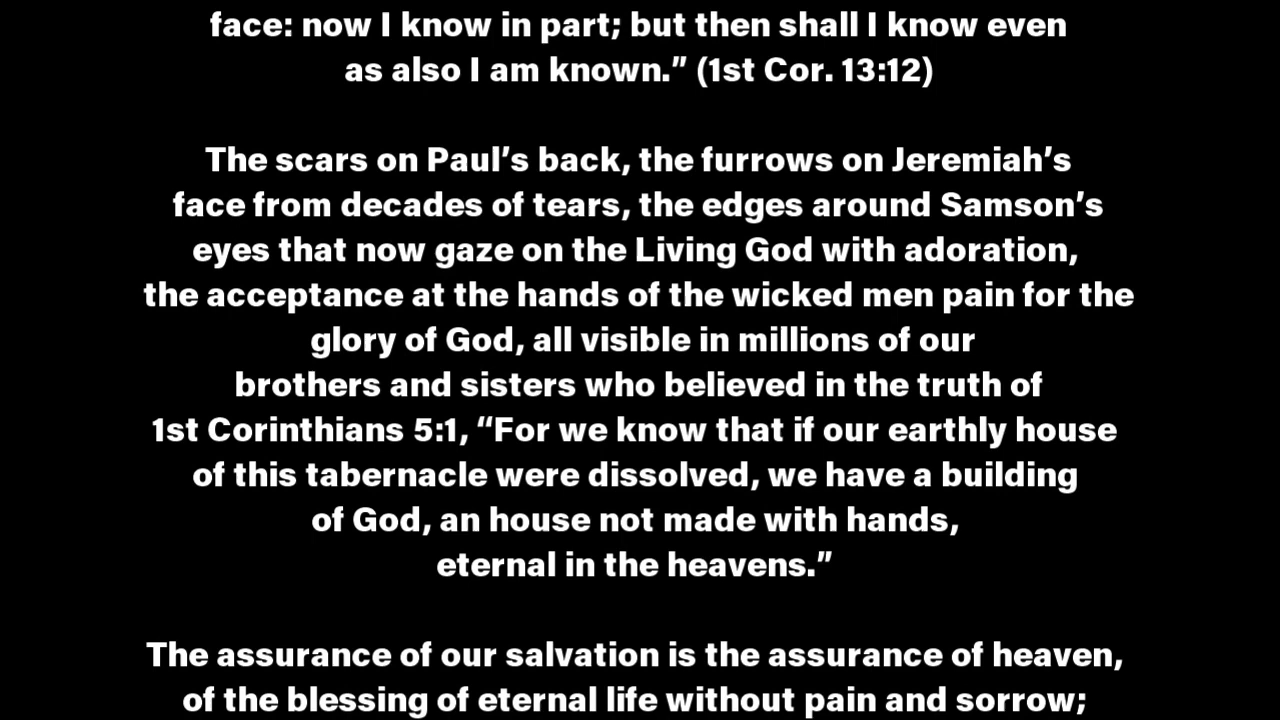 face: now I know in part; but then shall I know even
as also I am known.” (1st Cor. 13:12)
The scars on Paul’s back, the furrows on Jeremiah’s
face from decades of tears, the edges around Samson’s
eyes that now gaze on the Living God with adoration,
the acceptance at the hands of the wicked men pain for the
glory of God, all visible in millions of our
brothers and sisters who believed in the truth of
1st Corinthians 5:1, “For we know that if our earthly house
of this tabernacle were dissolved, we have a building
of God, an house not made with hands,
eternal in the heavens.”
The assurance of our salvation is the assurance of heaven,
of the blessing of eternal life without pain and sorrow;